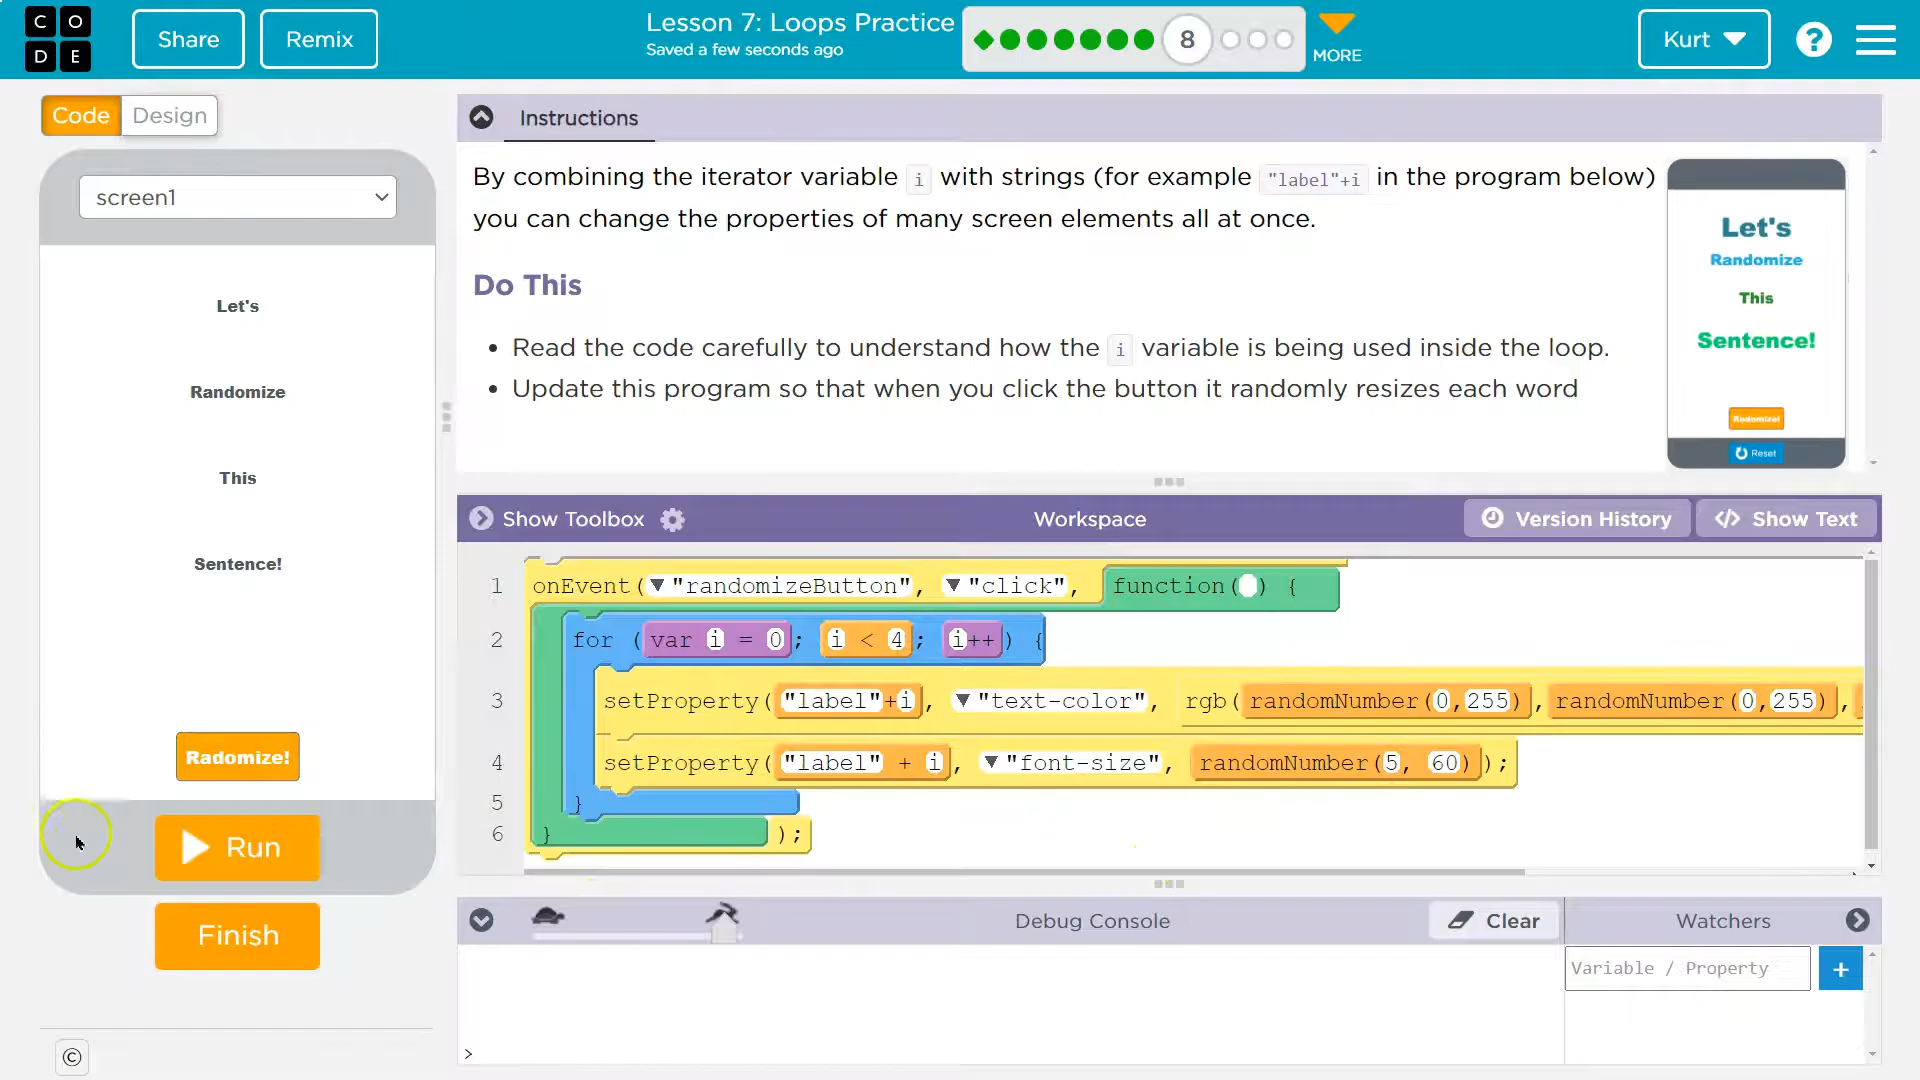 CO
DE
Share
Remix
Lesson 7: Loops Practice
Saved a few seconds ago
8
MORE
Kurt
?
Code
Design
screen1
Let's
Randomize
This
Sentence!
Radomize!
Run
Finish
©
Instructions
By combining the iterator variable i with strings (for example "label"+i in the program below)
you can change the properties of many screen elements all at once.
Do This
• Read the code carefully to understand how the i variable is being used inside the loop.
• Update this program so that when you click the button it randomly resizes each word
Let's
Randomize
This
Sentence!
Radomize!
Reset
Show Toolbox
Workspace
Version History
Show Text
1 onEvent("randomizeButton", "click", function() {
2 for (var i = 0; i < 4; i++) {
3 setProperty("label"+i, "text-color", rgb(randomNumber(0,255),randomNumber(0,255),
4 setProperty("label" + i, "font-size", randomNumber(5, 60));
5 }
6 });
Debug Console
Clear
Watchers
Variable / Property
+
>